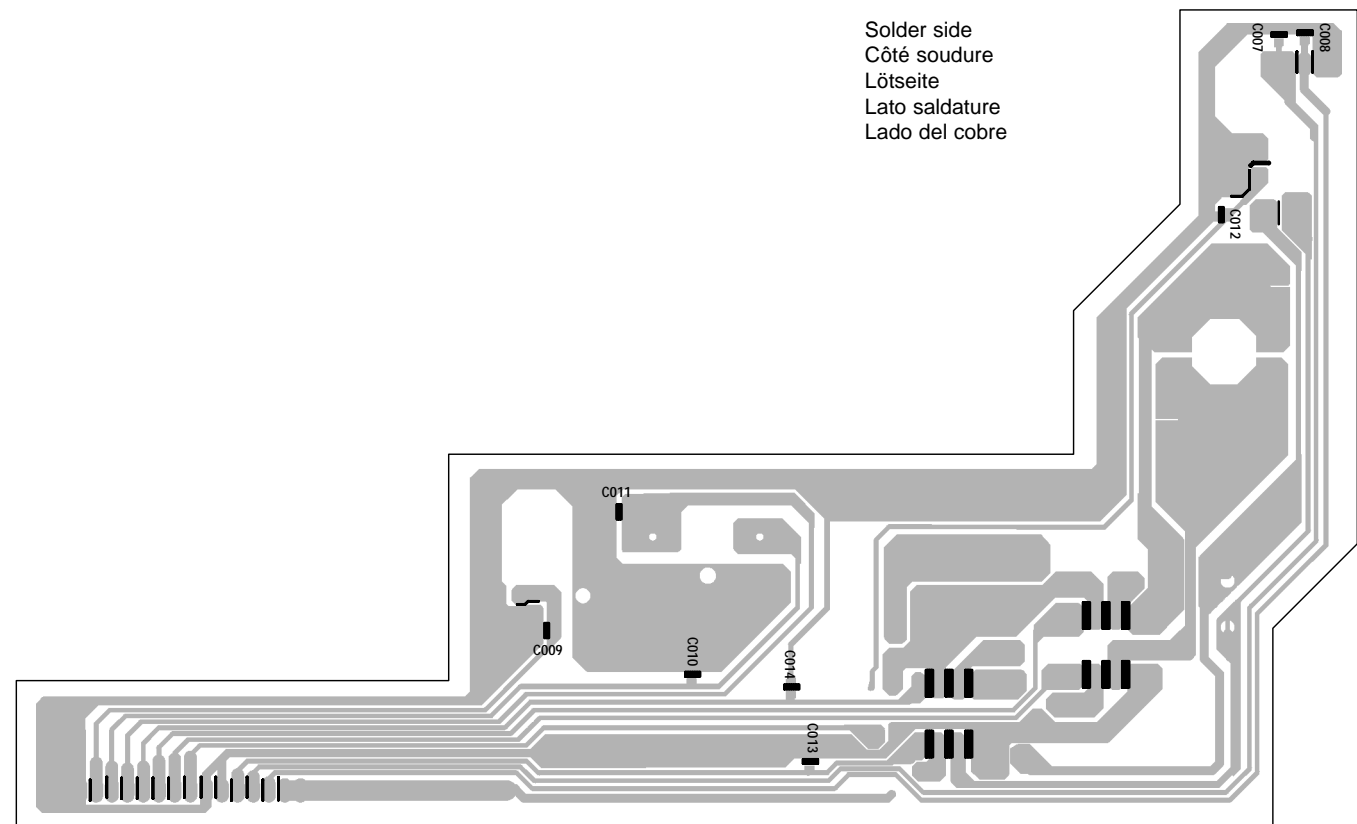 Solder side
Côté soudure
Lötseite
Lato saldature
Lado del cobre
C007
C008
C012
C011
C009
C010
C014
C013